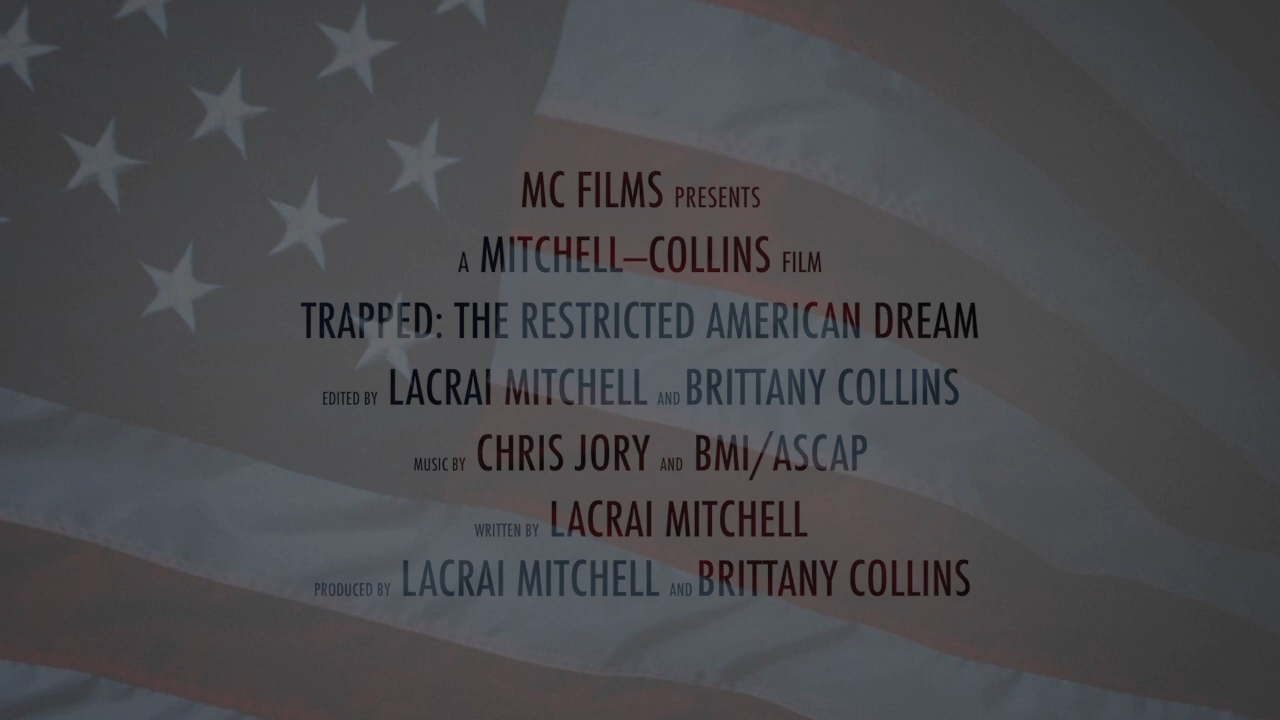 MC FILMS PRESENTS
A MITCHELL–COLLINS FILM
TRAPPED: THE RESTRICTED AMERICAN DREAM
EDITED BY LACRAI MITCHELL AND BRITTANY COLLINS
MUSIC BY CHRIS JORY AND BMI/ASCAP
WRITTEN BY LACRAI MITCHELL
PRODUCED BY LACRAI MITCHELL AND BRITTANY COLLINS